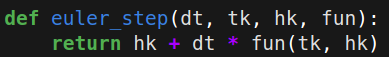 def euler_step(dt, tk, hk, fun):
    return hk + dt * fun(tk, hk)